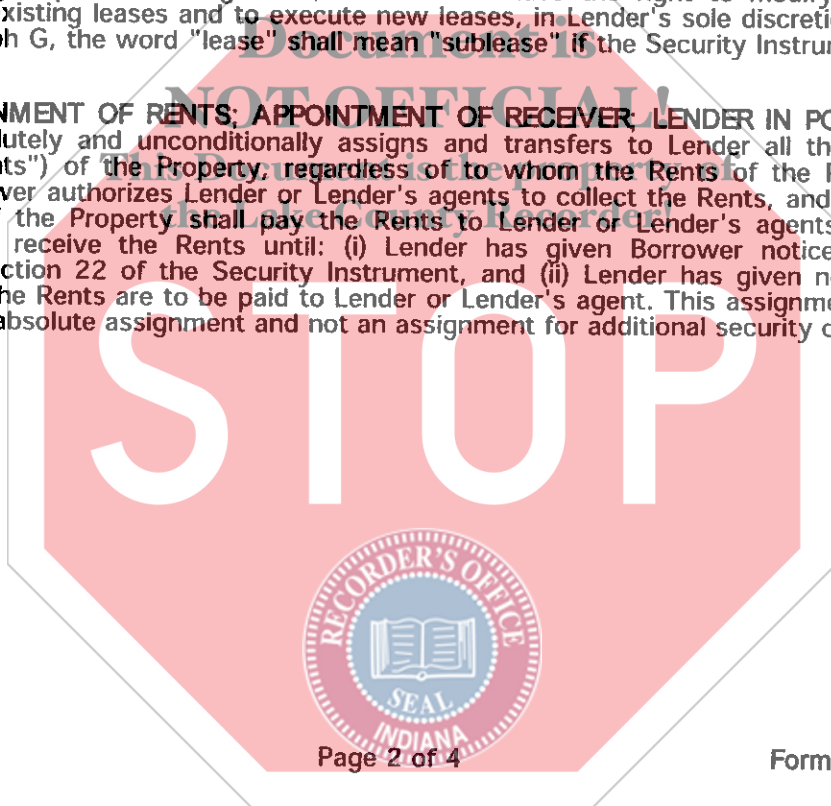 xisting leases and to execute new leases, in Lender's sole discreti
h G, the word "lease" shall mean "sublease" if the Security Instru
Document is
NOT OFFICIAL!
This Document is the property of
the Lake County Recorder!
NMENT OF RENTS; APPOINTMENT OF RECEIVER; LENDER IN PO
lutely and unconditionally assigns and transfers to Lender all th
ts") of the Property, regardless of to whom the Rents of the
ver authorizes Lender or Lender's agents to collect the Rents, and
the Property shall pay the Rents to Lender or Lender's agents
receive the Rents until: (i) Lender has given Borrower notice
ction 22 of the Security Instrument, and (ii) Lender has given n
he Rents are to be paid to Lender or Lender's agent. This assignm
absolute assignment and not an assignment for additional security
STOP
RECORDER'S OFFICE
SEAL
INDIANA
Page 2 of 4
Form